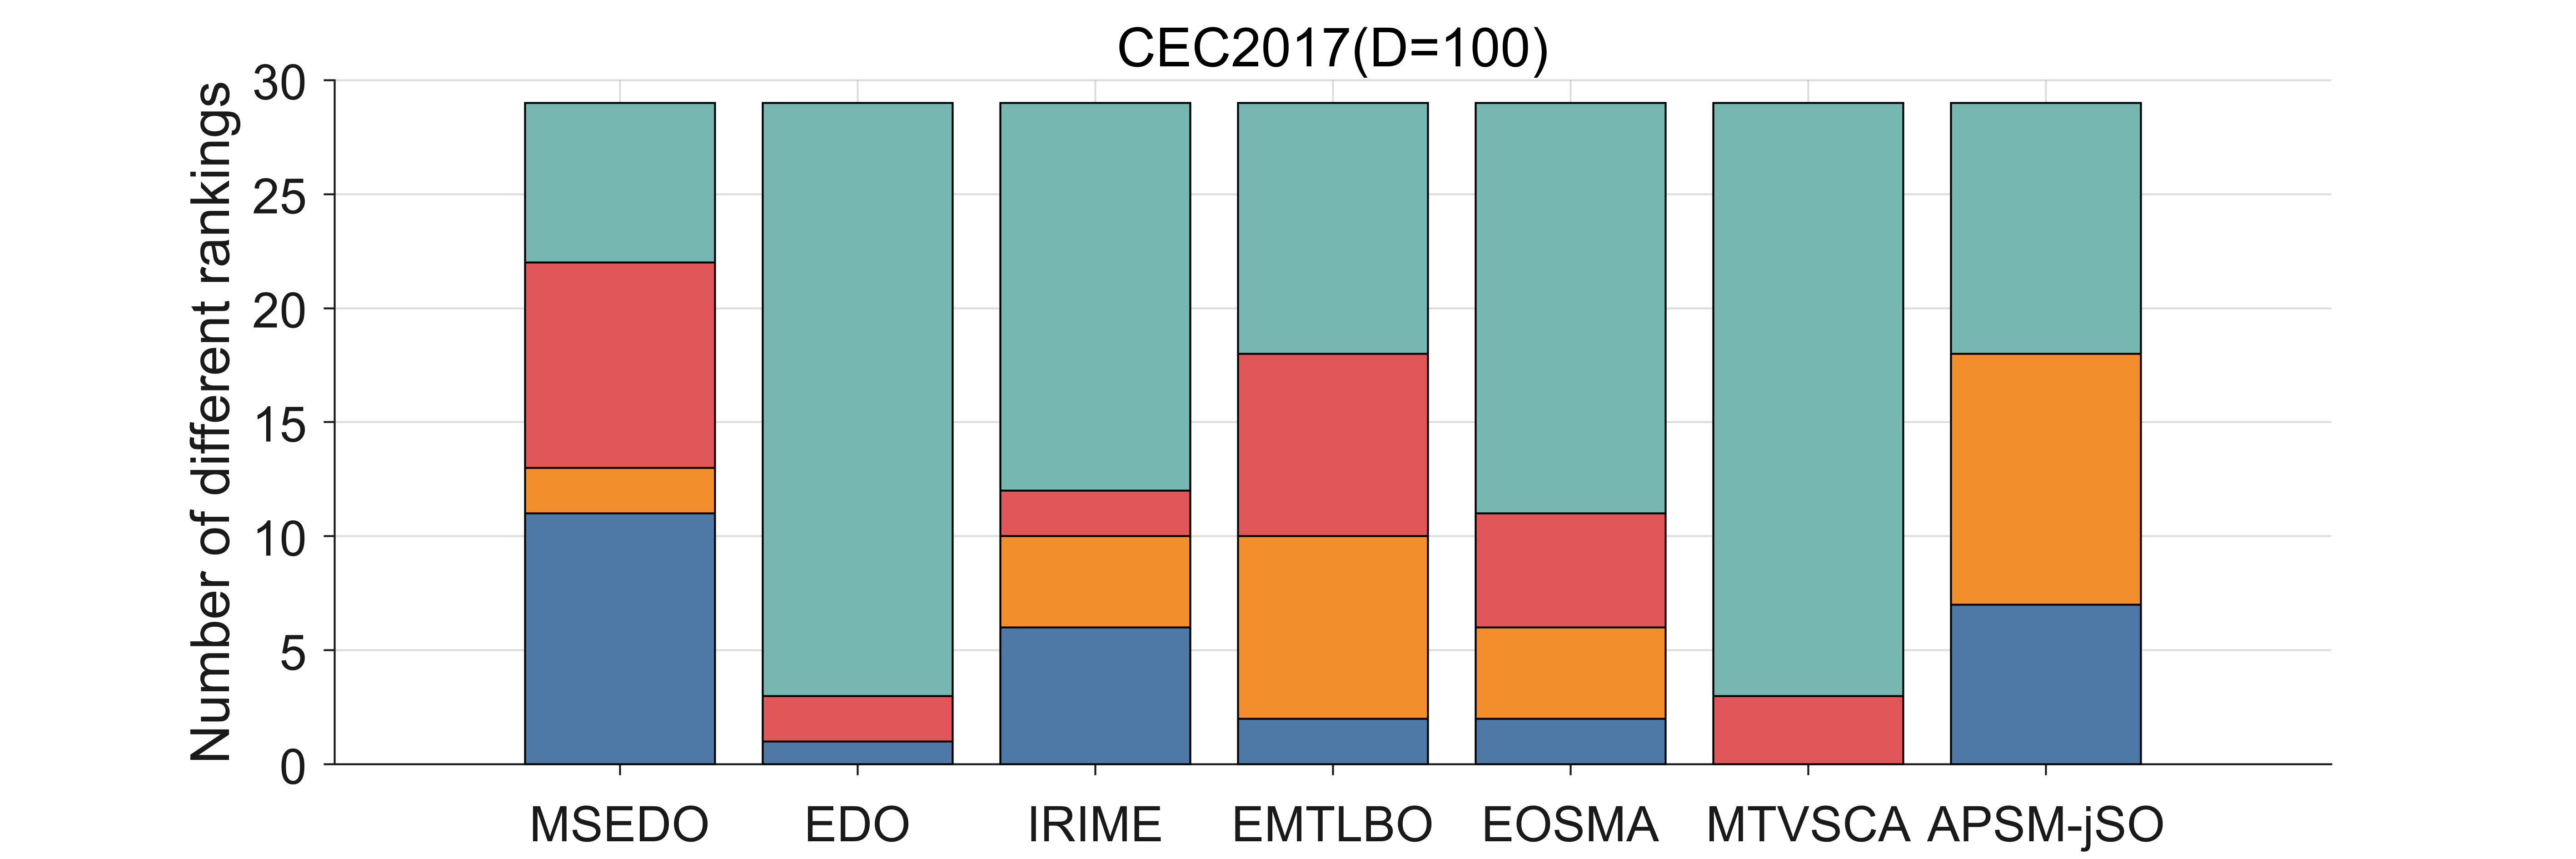 CEC2017(D=100)
Number of different rankings
30
25
20
15
10
5
0
MSEDO EDO IRIME EMTLBO EOSMA MTVSCA APSM-jSO